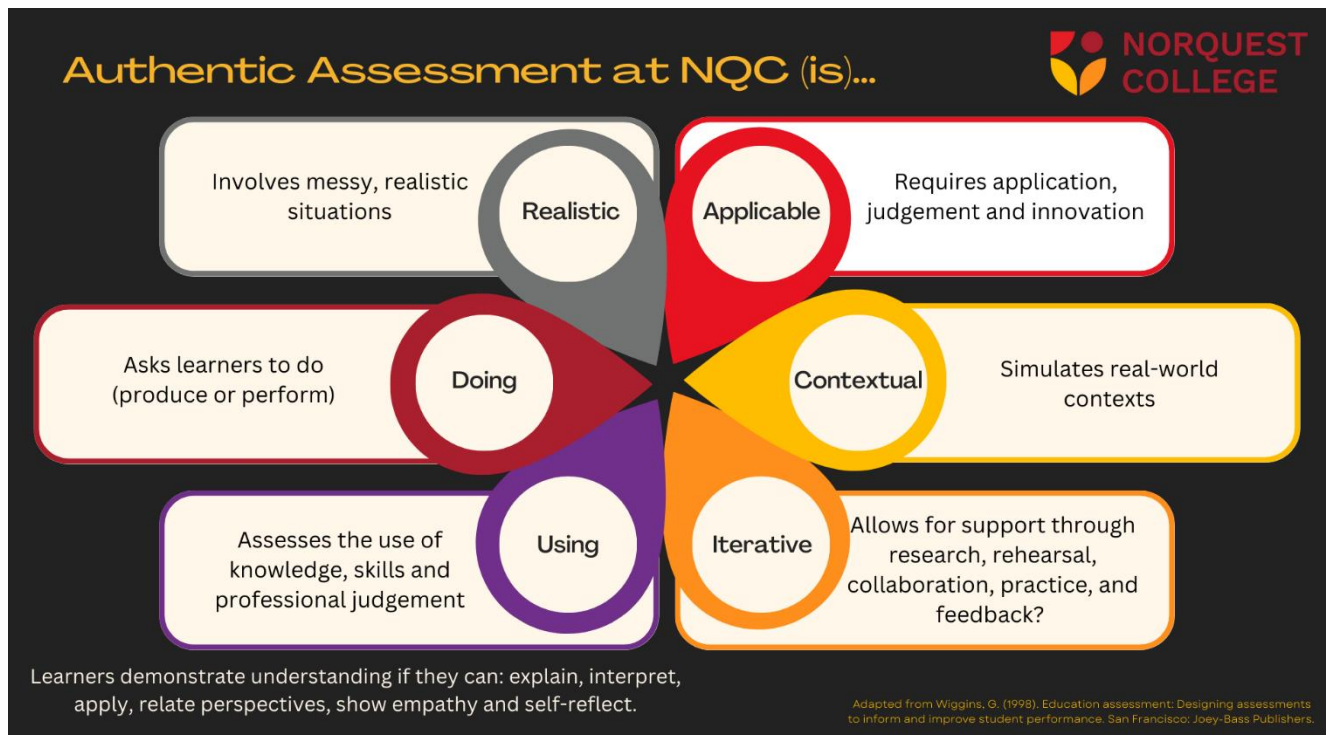 Authentic Assessment at NQC (is)...
NORQUEST
COLLEGE
Involves messy, realistic
situations
Realistic
Applicable
Requires application,
judgement and innovation
Asks learners to do
(produce or perform)
Doing
Contextual
Simulates real-world
contexts
Assesses the use of
knowledge, skills and
professional judgement
Using
Iterative
Allows for support through
research, rehearsal,
collaboration, practice, and
feedback?
Learners demonstrate understanding if they can: explain, interpret,
apply, relate perspectives, show empathy and self-reflect.
Adapted from Wiggins, G. (1998). Education assessment: Designing assessments
to inform and improve student performance. San Francisco: Joey-Bass Publishers.